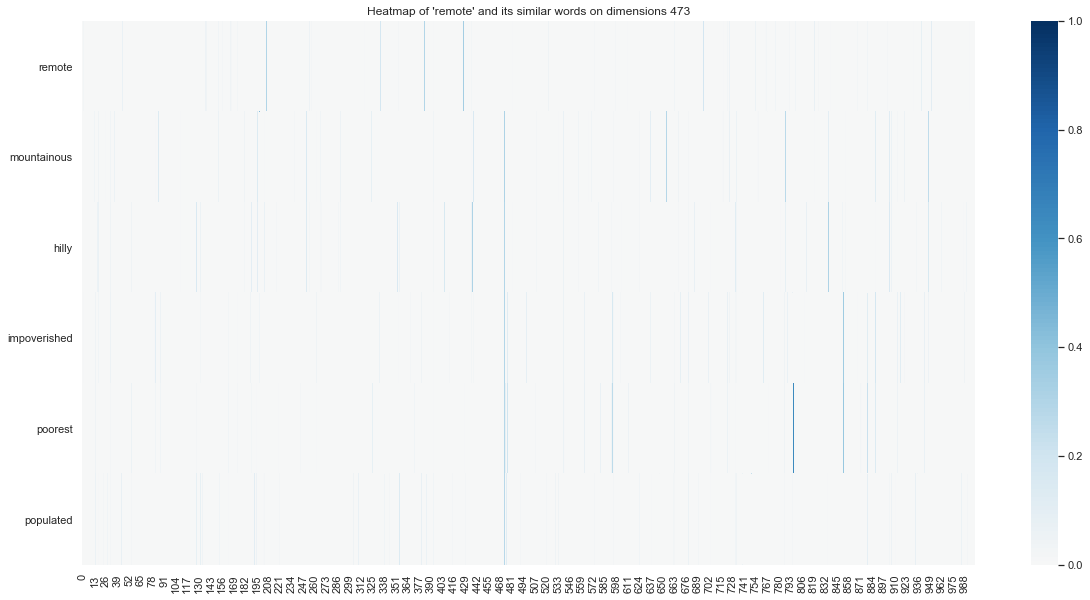 Heatmap of 'remote' and its similar words on dimensions 473
remote
mountainous
hilly
impoverished
poorest
populated
1.0
0.8
0.6
0.4
0.2
0.0
0 13 26 39 52 65 78 91 104 117 130 143 156 169 182 195 208 221 234 247 260 273 286 299 312 325 338 351 364 377 390 403 416 429 442 455 468 481 494 507 520 533 546 559 572 585 598 611 624 637 650 663 676 689 702 715 728 741 754 767 780 793 806 819 832 845 858 871 884 897 910 923 936 949 962 975 988